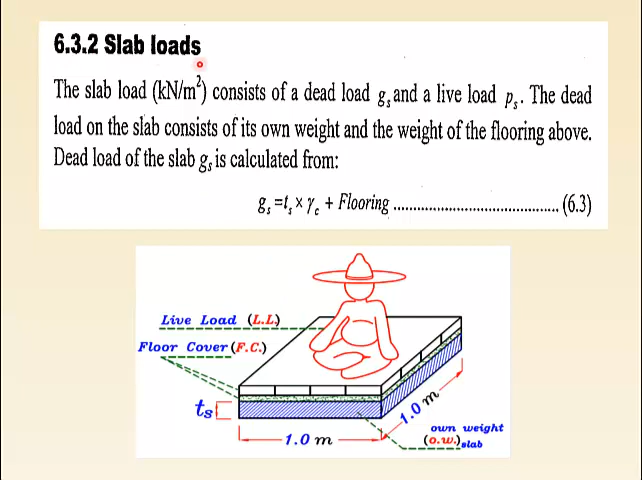 6.3.2 Slab loads
The slab load (kN/m²) consists of a dead load gₛ and a live load pₛ. The dead
load on the slab consists of its own weight and the weight of the flooring above.
Dead load of the slab gₛ is calculated from:
gₛ =tₛ × γ꜀ + Flooring ............................................ (6.3)
Live Load (L.L)
Floor Cover (F.C.)
ts
1.0 m
1.0 m
own weight
(o.w.)slab